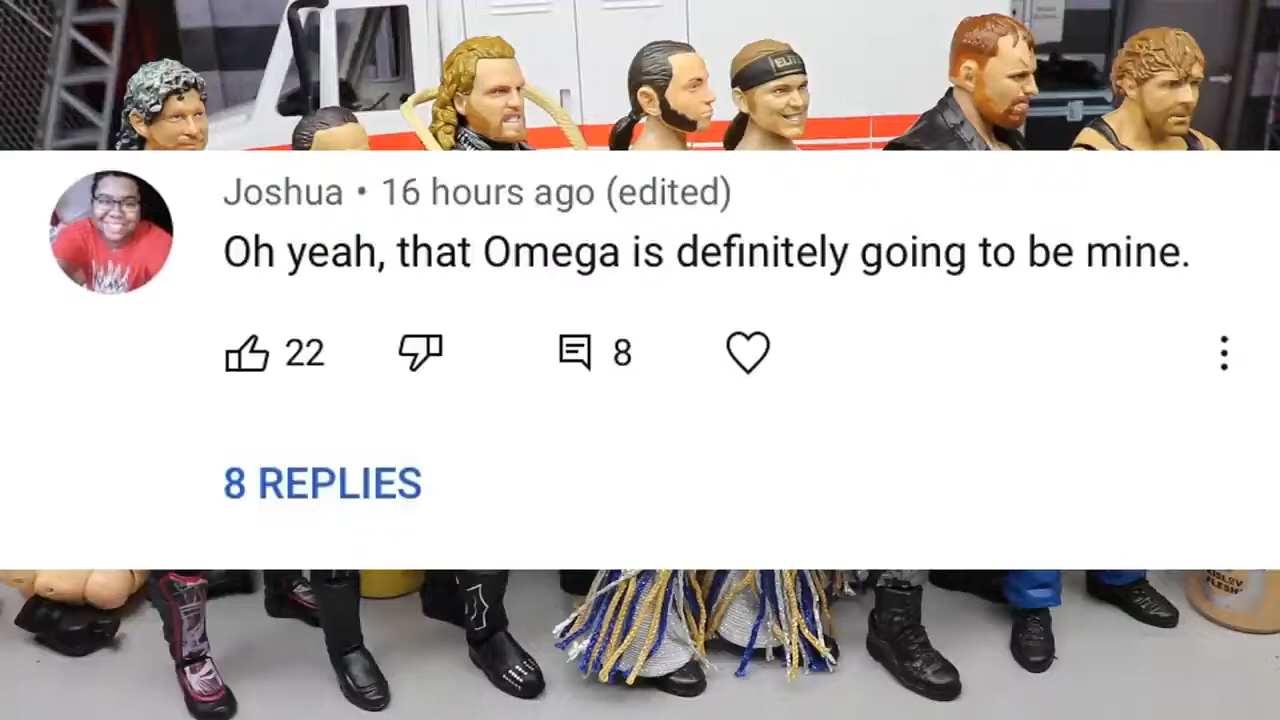 ELITE
Joshua • 16 hours ago (edited)
Oh yeah, that Omega is definitely going to be mine.
22
8
8 REPLIES